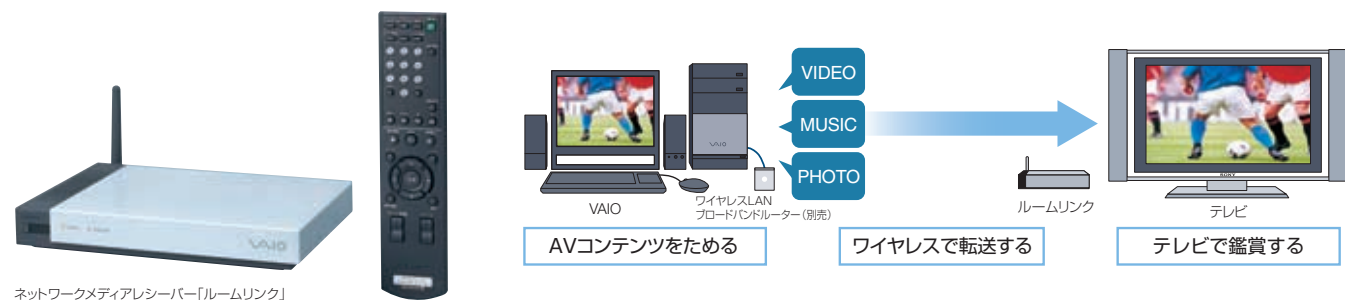 VAIO
ネットワークメディアレシーバー「ルームリンク」
VAIO
VIDEO
MUSIC
PHOTO
VAIO
ワイヤレスLAN
ブロードバンドルーター(別売)
ルームリンク
SONY
テレビ
AVコンテンツをためる
ワイヤレスで転送する
テレビで鑑賞する